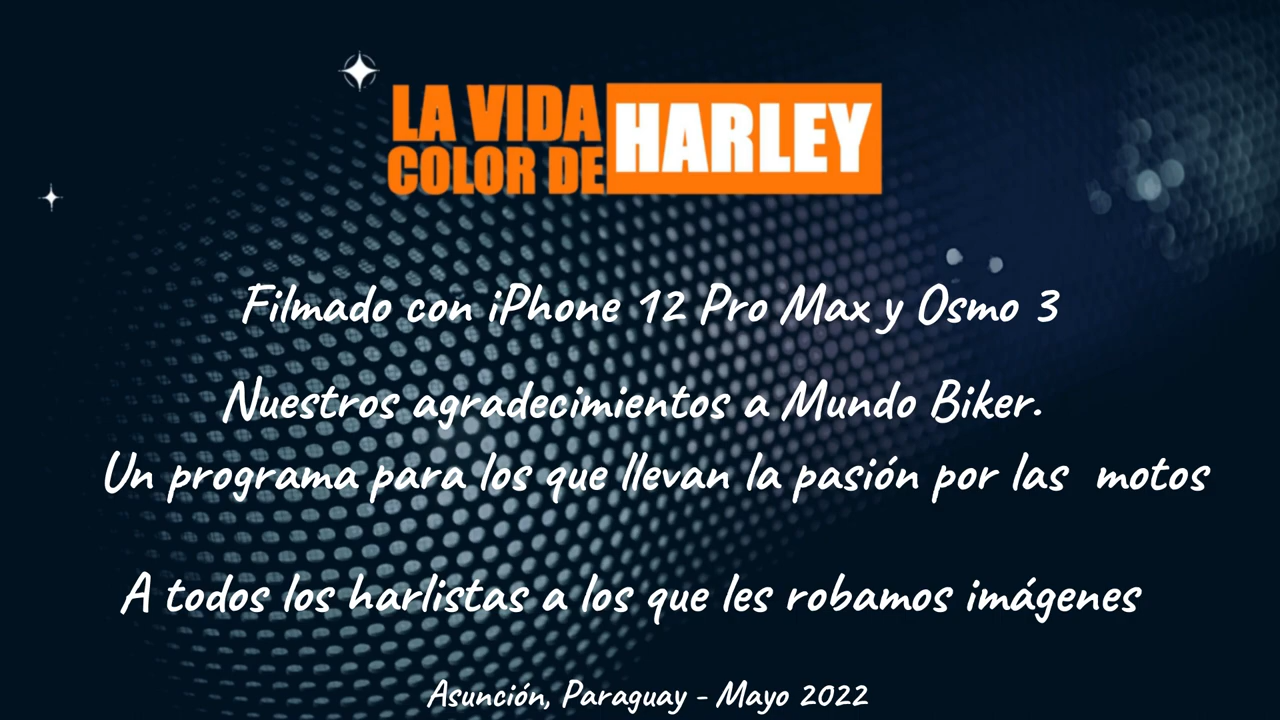 LA VIDA
COLOR DE HARLEY
Filmado con iPhone 12 Pro Max y Osmo 3
Nuestros agradecimientos a Mundo Biker.
Un programa para los que llevan la pasión por las motos
A todos los harlistas a los que les robamos imágenes
Asunción, Paraguay - Mayo 2022